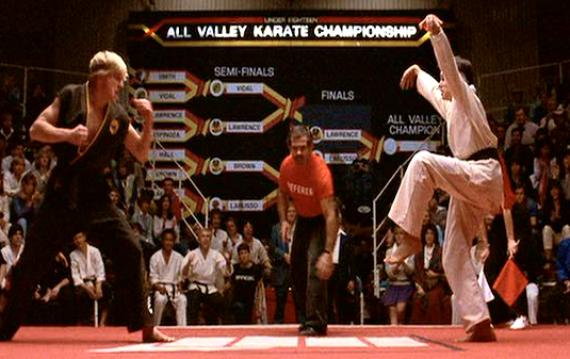 UNDER EIGHTEEN
ALL VALLEY KARATE CHAMPIONSHIP
SEMI-FINALS
FINALS
ALL VALLEY
CHAMPION
SMITH
VIDAL
VIDAL
LAWRENCE
LAWRENCE
LAWRENCE
ESPINOZA
LARUSSO
HALL
BROWN
BROWN
LARUSSO
REFEREE